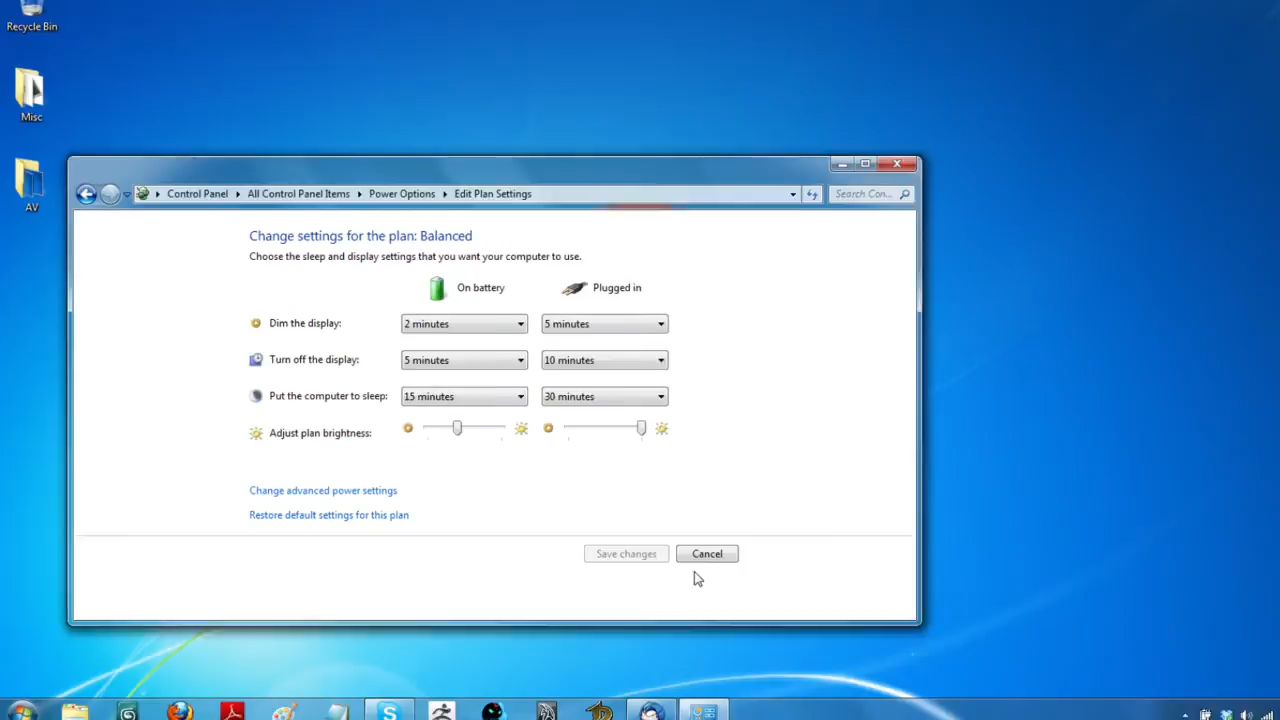 Recycle Bin
Misc
AV
Control Panel
All Control Panel Items
Power Options
Edit Plan Settings
Search Con...
Change settings for the plan: Balanced
Choose the sleep and display settings that you want your computer to use.
On battery
Plugged in
Dim the display:
2 minutes
5 minutes
Turn off the display:
5 minutes
10 minutes
Put the computer to sleep:
15 minutes
30 minutes
Adjust plan brightness:
Change advanced power settings
Restore default settings for this plan
Save changes
Cancel